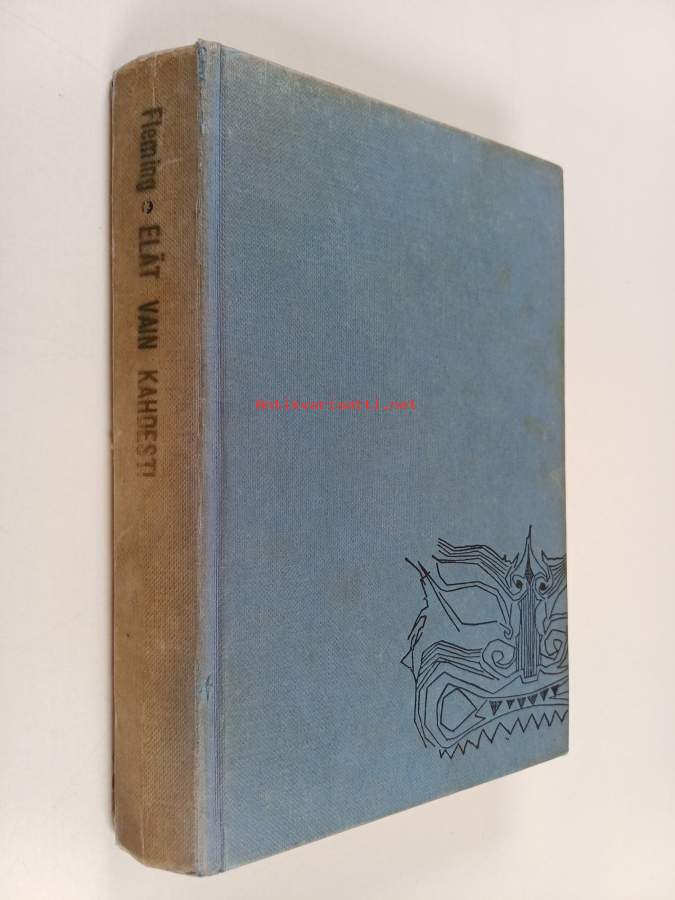 Fleming • ELÄT VAIN KAHDESTI
Antikvariaatti.net